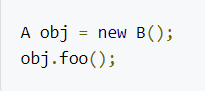 A obj = new B();
obj.foo();